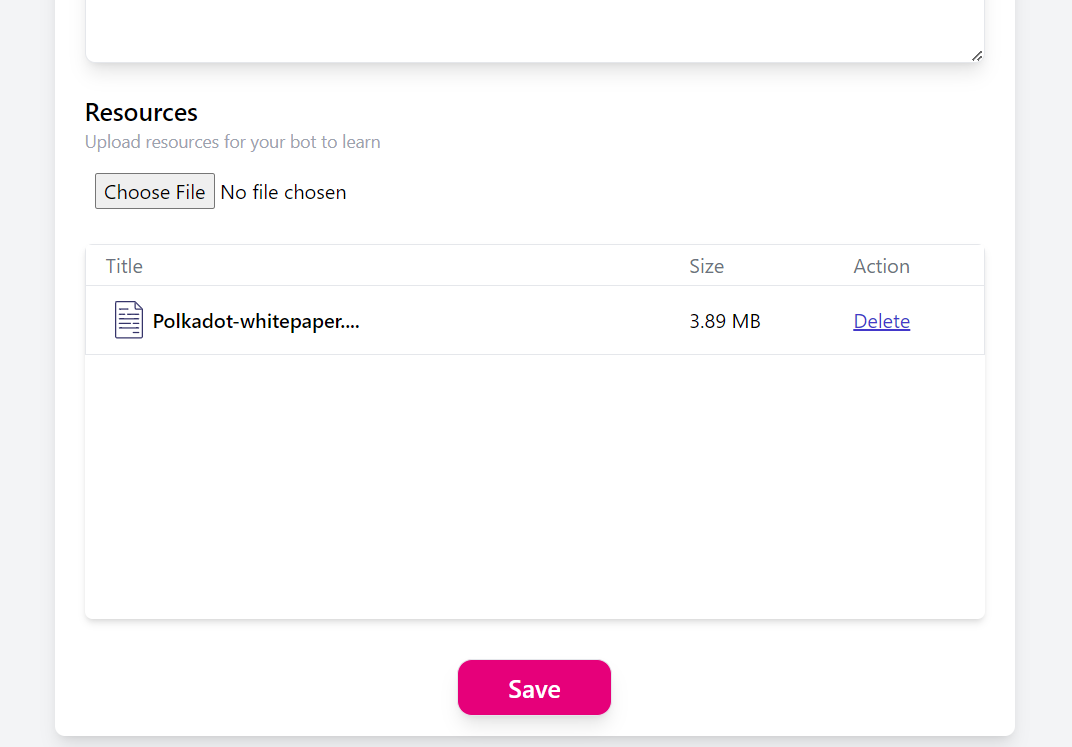 Resources
Upload resources for your bot to learn
Choose File No file chosen
Title Size Action
Polkadot-whitepaper.... 3.89 MB Delete
Save